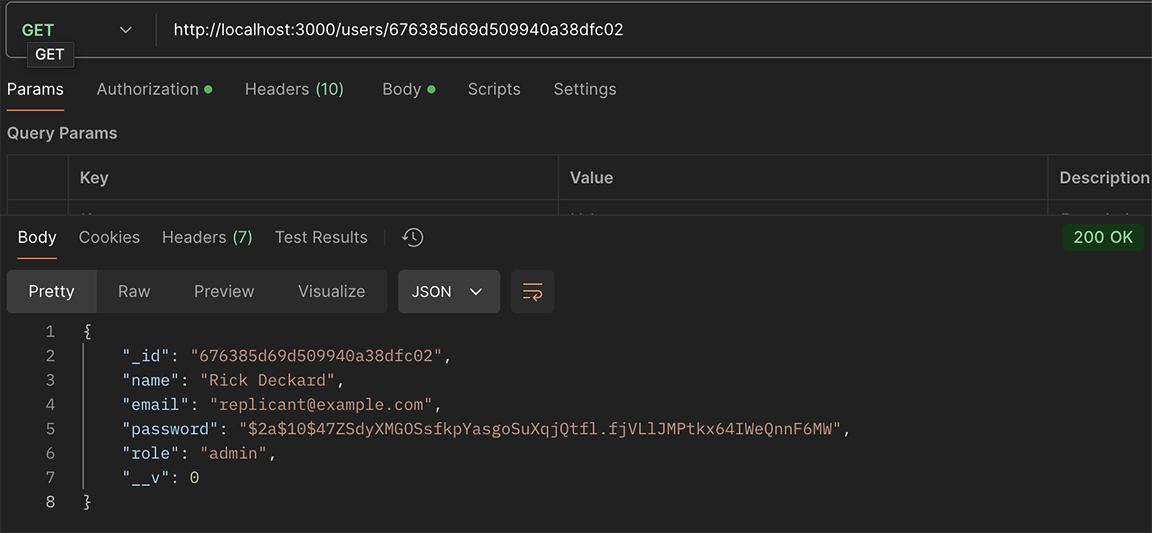 GET http://localhost:3000/users/676385d69d509940a38dfc02
GET
Params Authorization Headers (10) Body Scripts Settings
Query Params
Key Value Description
Body Cookies Headers (7) Test Results 200 OK
Pretty Raw Preview Visualize JSON
1 {
2 "_id": "676385d69d509940a38dfc02",
3 "name": "Rick Deckard",
4 "email": "replicant@example.com",
5 "password": "$2a$10$47ZSdyXMGOSsfkpYasgoSuXqjQtfl.fjVLlJMPtkx64IWeQnnF6MW",
6 "role": "admin",
7 "__v": 0
8 }